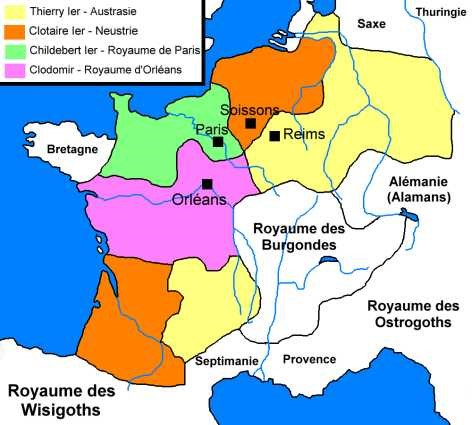 Thierry Ier - Austrasie
Clotaire Ier - Neustrie
Childebert Ier - Royaume de Paris
Clodomir - Royaume d'Orléans
Saxe
Thuringie
Soissons
Paris
Reims
Bretagne
Orléans
Alémanie
(Alamans)
Royaume des
Burgondes
Royaume des
Ostrogoths
Septimanie
Provence
Royaume des
Wisigoths